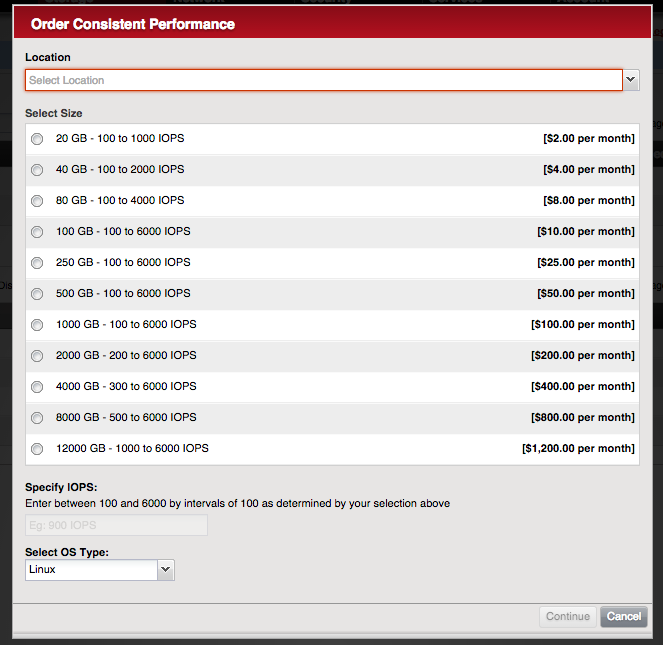 Order Consistent Performance
Location
Select Location
Select Size
20 GB - 100 to 1000 IOPS [$2.00 per month]
40 GB - 100 to 2000 IOPS [$4.00 per month]
80 GB - 100 to 4000 IOPS [$8.00 per month]
100 GB - 100 to 6000 IOPS [$10.00 per month]
250 GB - 100 to 6000 IOPS [$25.00 per month]
500 GB - 100 to 6000 IOPS [$50.00 per month]
1000 GB - 100 to 6000 IOPS [$100.00 per month]
2000 GB - 200 to 6000 IOPS [$200.00 per month]
4000 GB - 300 to 6000 IOPS [$400.00 per month]
8000 GB - 500 to 6000 IOPS [$800.00 per month]
12000 GB - 1000 to 6000 IOPS [$1,200.00 per month]
Specify IOPS:
Enter between 100 and 6000 by intervals of 100 as determined by your selection above
Eg: 900 IOPS
Select OS Type:
Linux
Continue Cancel